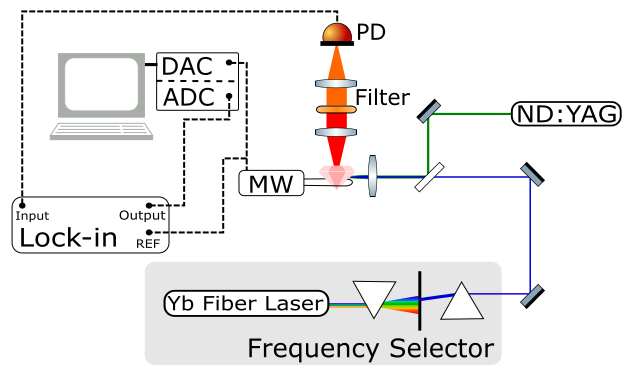 PD
DAC
ADC
Filter
ND:YAG
MW
Input
Output
Lock-in
REF
Yb Fiber Laser
Frequency Selector